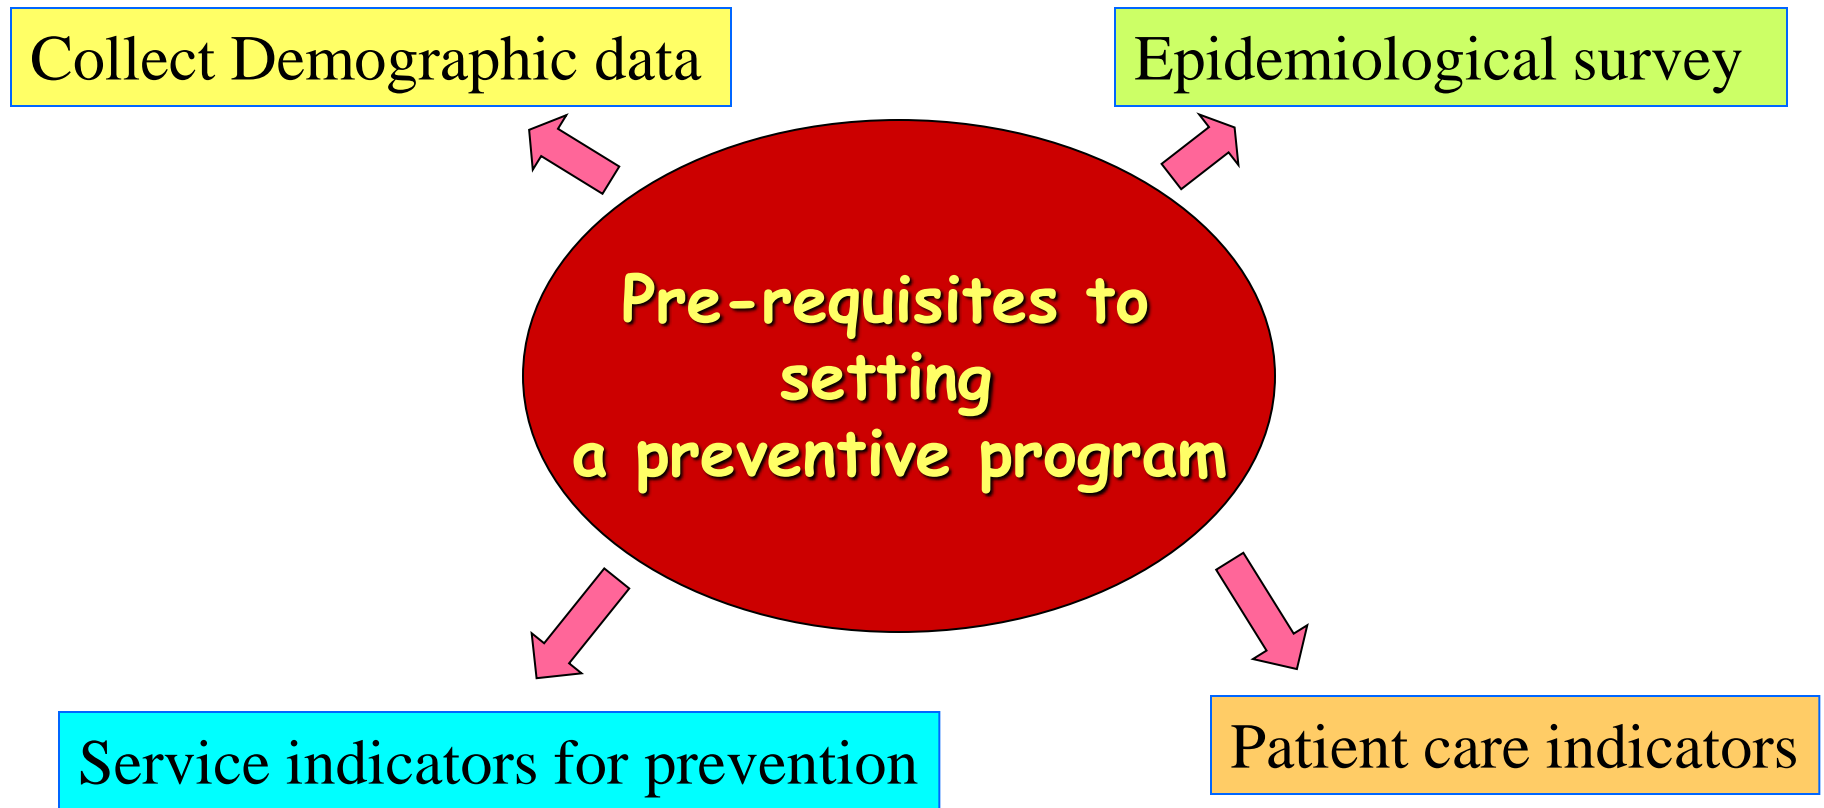 Collect Demographic data
Epidemiological survey
Pre-requisites to
setting
a preventive program
Service indicators for prevention
Patient care indicators